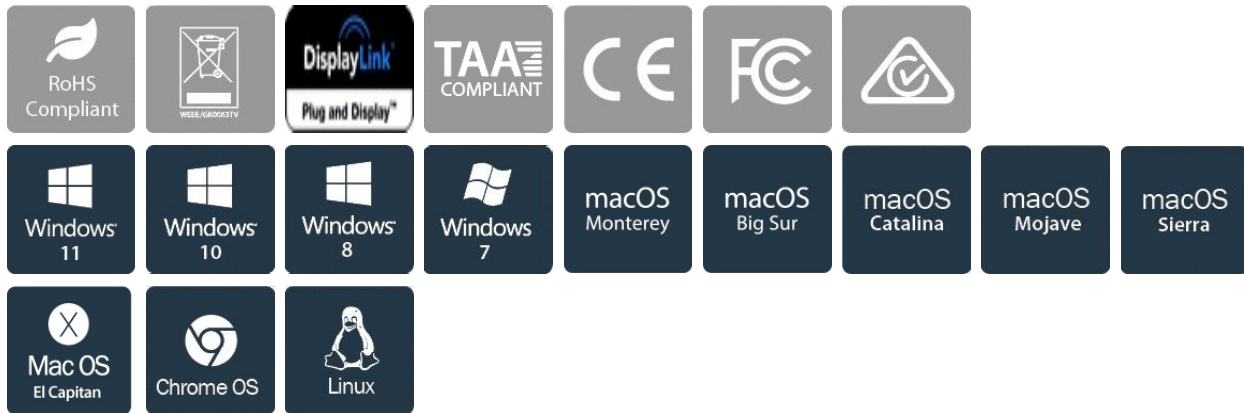 RoHS
Compliant
WEEE/GK0083TV
DisplayLink®
Plug and Display™
TAA
COMPLIANT
CE
FC
Windows
11
Windows
10
Windows
8
Windows
7
macOS
Monterey
macOS
Big Sur
macOS
Catalina
macOS
Mojave
macOS
Sierra
X
Mac OS
El Capitan
Chrome OS
Linux